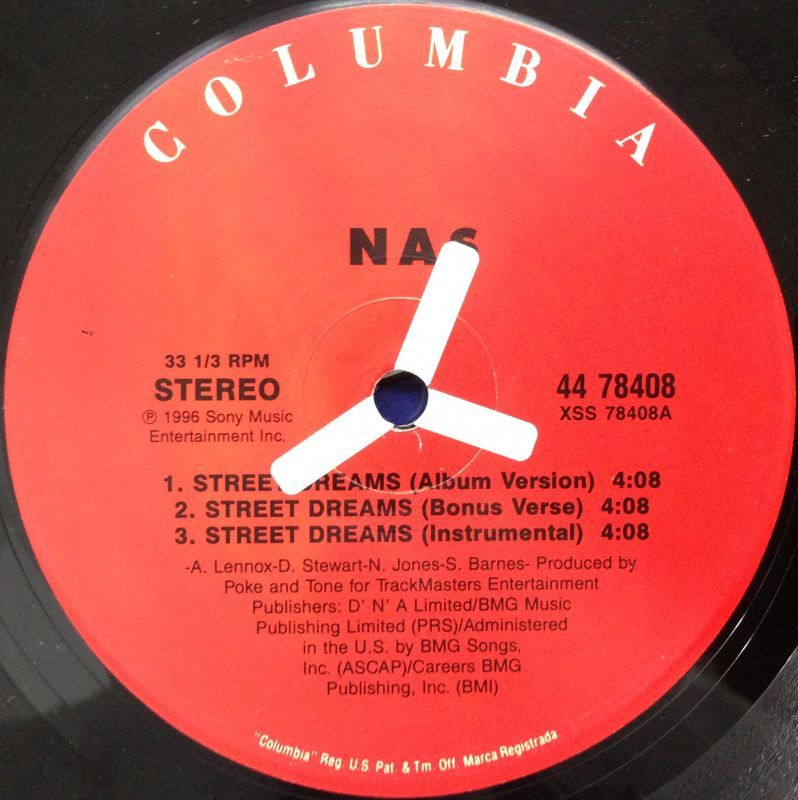 COLUMBIA
NAS
33 1/3 RPM
STEREO
℗ 1996 Sony Music
Entertainment Inc.
44 78408
XSS 78408A
1. STREET DREAMS (Album Version) 4:08
2. STREET DREAMS (Bonus Verse) 4:08
3. STREET DREAMS (Instrumental) 4:08
-A. Lennox-D. Stewart-N. Jones-S. Barnes- Produced by
Poke and Tone for TrackMasters Entertainment
Publishers: D' N' A Limited/BMG Music
Publishing Limited (PRS)/Administered
in the U.S. by BMG Songs,
Inc. (ASCAP)/Careers BMG
Publishing, Inc. (BMI)
"Columbia" Reg. U.S. Pat. & Tm. Off. Marca Registrada.